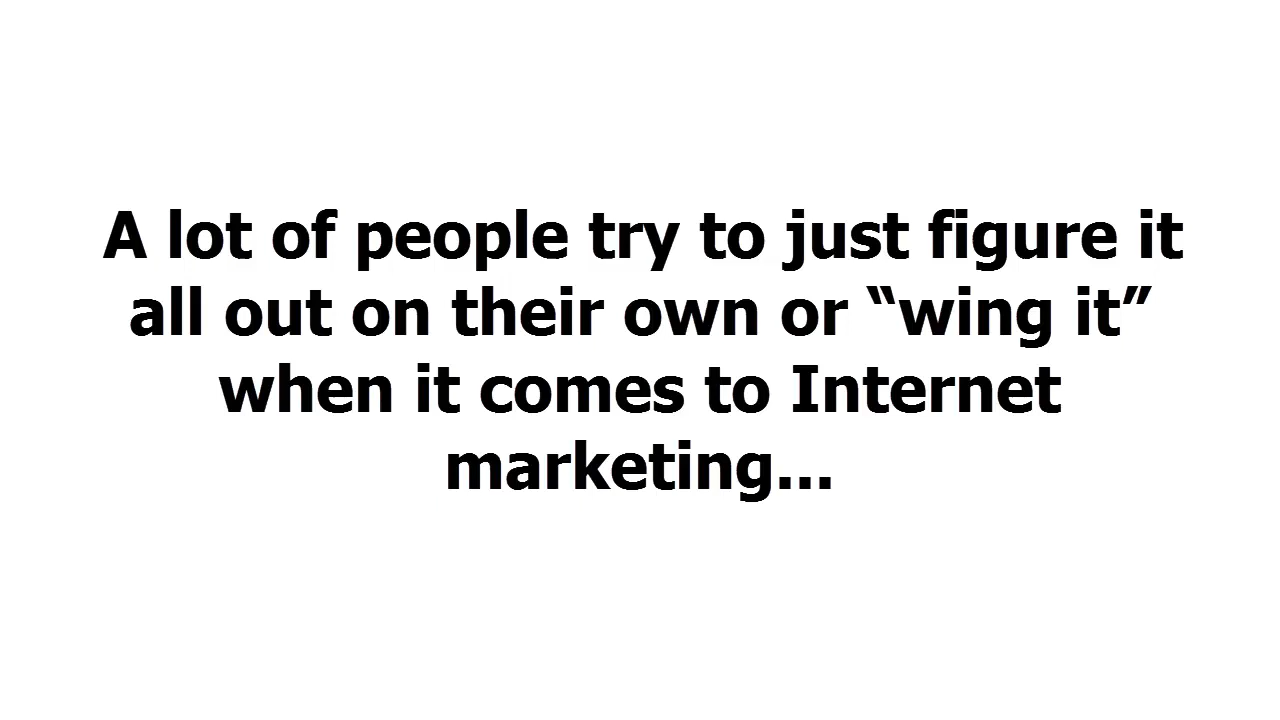 A lot of people try to just figure it
all out on their own or “wing it”
when it comes to Internet
marketing...